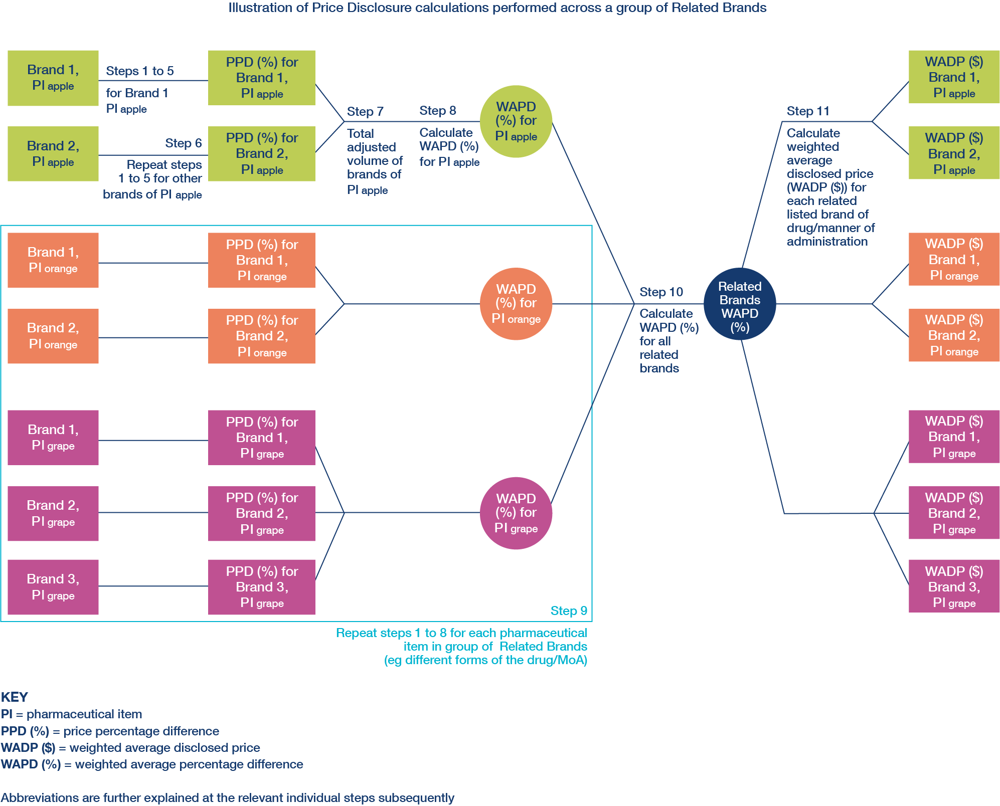 Illustration of Price Disclosure calculations performed across a group of Related Brands
Brand 1,
PI apple
Steps 1 to 5
for Brand 1
PI apple
PPD (%) for
Brand 1,
PI apple
Brand 2,
PI apple
Step 6
Repeat steps
1 to 5 for other
brands of PI apple
PPD (%) for
Brand 2,
PI apple
Step 7
Total
adjusted
volume of
brands of
PI apple
Step 8
Calculate
WAPD (%)
for PI apple
WAPD
(%) for
PI apple
Brand 1,
PI orange
PPD (%) for
Brand 1,
PI orange
Brand 2,
PI orange
PPD (%) for
Brand 2,
PI orange
WAPD
(%) for
PI orange
Brand 1,
PI grape
PPD (%) for
Brand 1,
PI grape
Brand 2,
PI grape
PPD (%) for
Brand 2,
PI grape
Brand 3,
PI grape
PPD (%) for
Brand 3,
PI grape
WAPD
(%) for
PI grape
Step 9
Repeat steps 1 to 8 for each pharmaceutical
item in group of Related Brands
(eg different forms of the drug/MoA)
Step 10
Calculate
WAPD (%)
for all
related
brands
Related
Brands
WAPD
(%)
Step 11
Calculate
weighted
average
disclosed price
(WADP ($)) for
each related
listed brand of
drug/manner of
administration
WADP ($)
Brand 1,
PI apple
WADP ($)
Brand 2,
PI apple
WADP ($)
Brand 1,
PI orange
WADP ($)
Brand 2,
PI orange
WADP ($)
Brand 1,
PI grape
WADP ($)
Brand 2,
PI grape
WADP ($)
Brand 3,
PI grape
KEY
PI = pharmaceutical item
PPD (%) = price percentage difference
WADP ($) = weighted average disclosed price
WAPD (%) = weighted average percentage difference
Abbreviations are further explained at the relevant individual steps subsequently